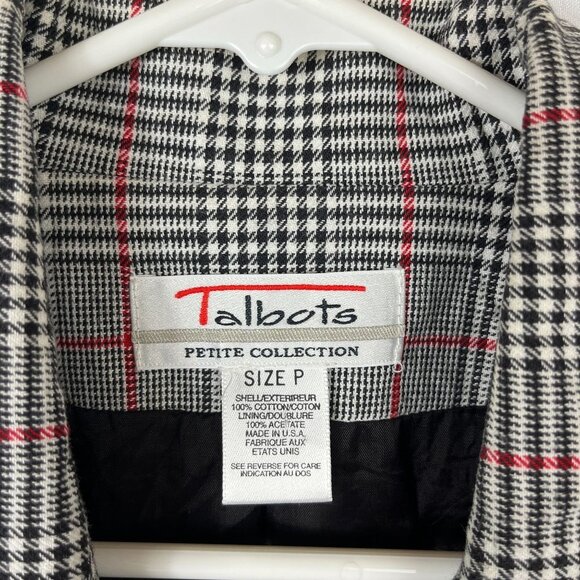 Talbots
PETITE COLLECTION
SIZE P
SHELL/EXTERIEUR
100% COTTON/COTON
LINING/DOUBLURE
100% ACETATE
MADE IN U.S.A.
FABRIQUE AUX
ETATS UNIS
SEE REVERSE FOR CARE
INDICATION AU DOS